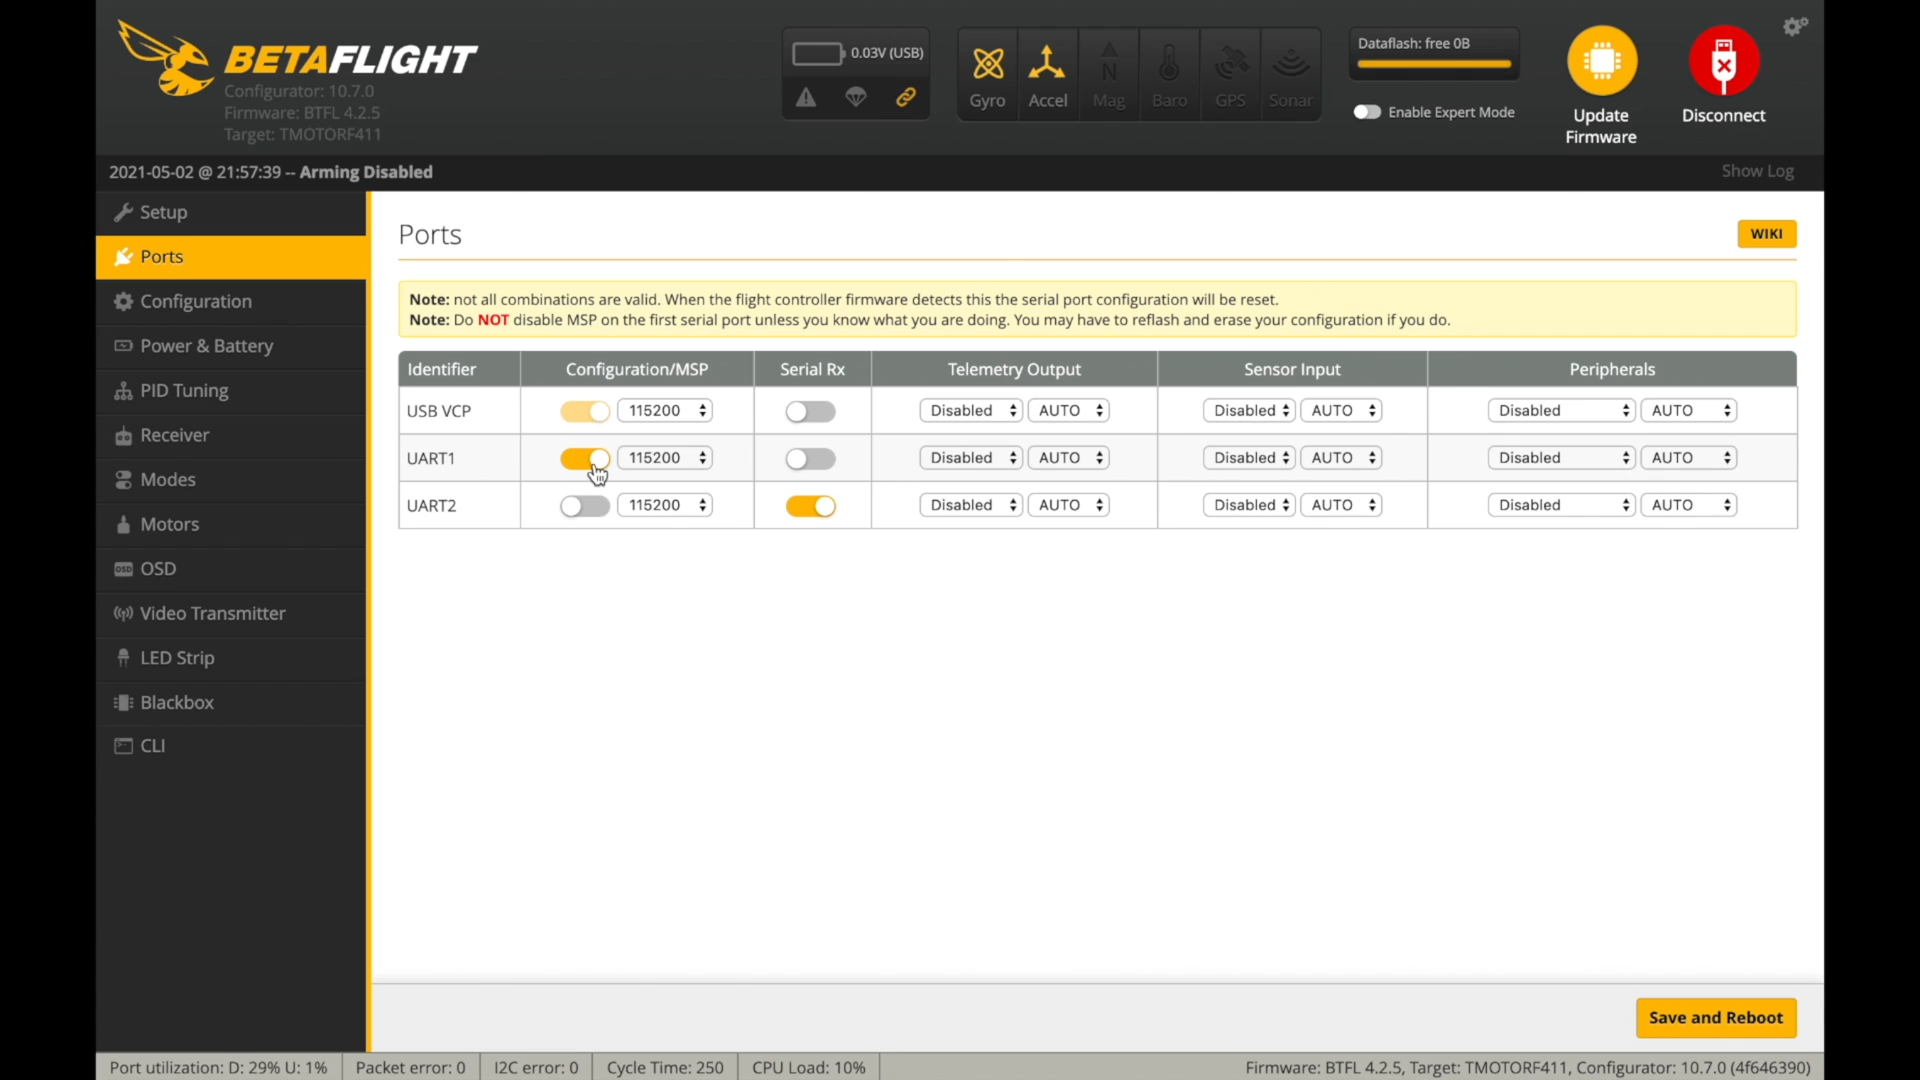 BETAFLIGHT
Configurator: 10.7.0
Firmware: BTFL 4.2.5
Target: TMOTORF411
0.03V (USB)
Gyro
Accel
Mag
Baro
GPS
Sonar
Dataflash: free 0B
Enable Expert Mode
Update
Firmware
Disconnect
2021-05-02 @ 21:57:39 -- Arming Disabled
Show Log
Setup
Ports
Configuration
Power & Battery
PID Tuning
Receiver
Modes
Motors
OSD
Video Transmitter
LED Strip
Blackbox
CLI
Ports
WIKI
Note: not all combinations are valid. When the flight controller firmware detects this the serial port configuration will be reset.
Note: Do NOT disable MSP on the first serial port unless you know what you are doing. You may have to reflash and erase your configuration if you do.
Identifier Configuration/MSP Serial Rx Telemetry Output Sensor Input Peripherals
USB VCP 115200 Disabled AUTO Disabled AUTO Disabled AUTO
UART1 115200 Disabled AUTO Disabled AUTO Disabled AUTO
UART2 115200 Disabled AUTO Disabled AUTO Disabled AUTO
Save and Reboot
Port utilization: D: 29% U: 1% Packet error: 0 I2C error: 0 Cycle Time: 250 CPU Load: 10% Firmware: BTFL 4.2.5, Target: TMOTORF411, Configurator: 10.7.0 (4f646390)